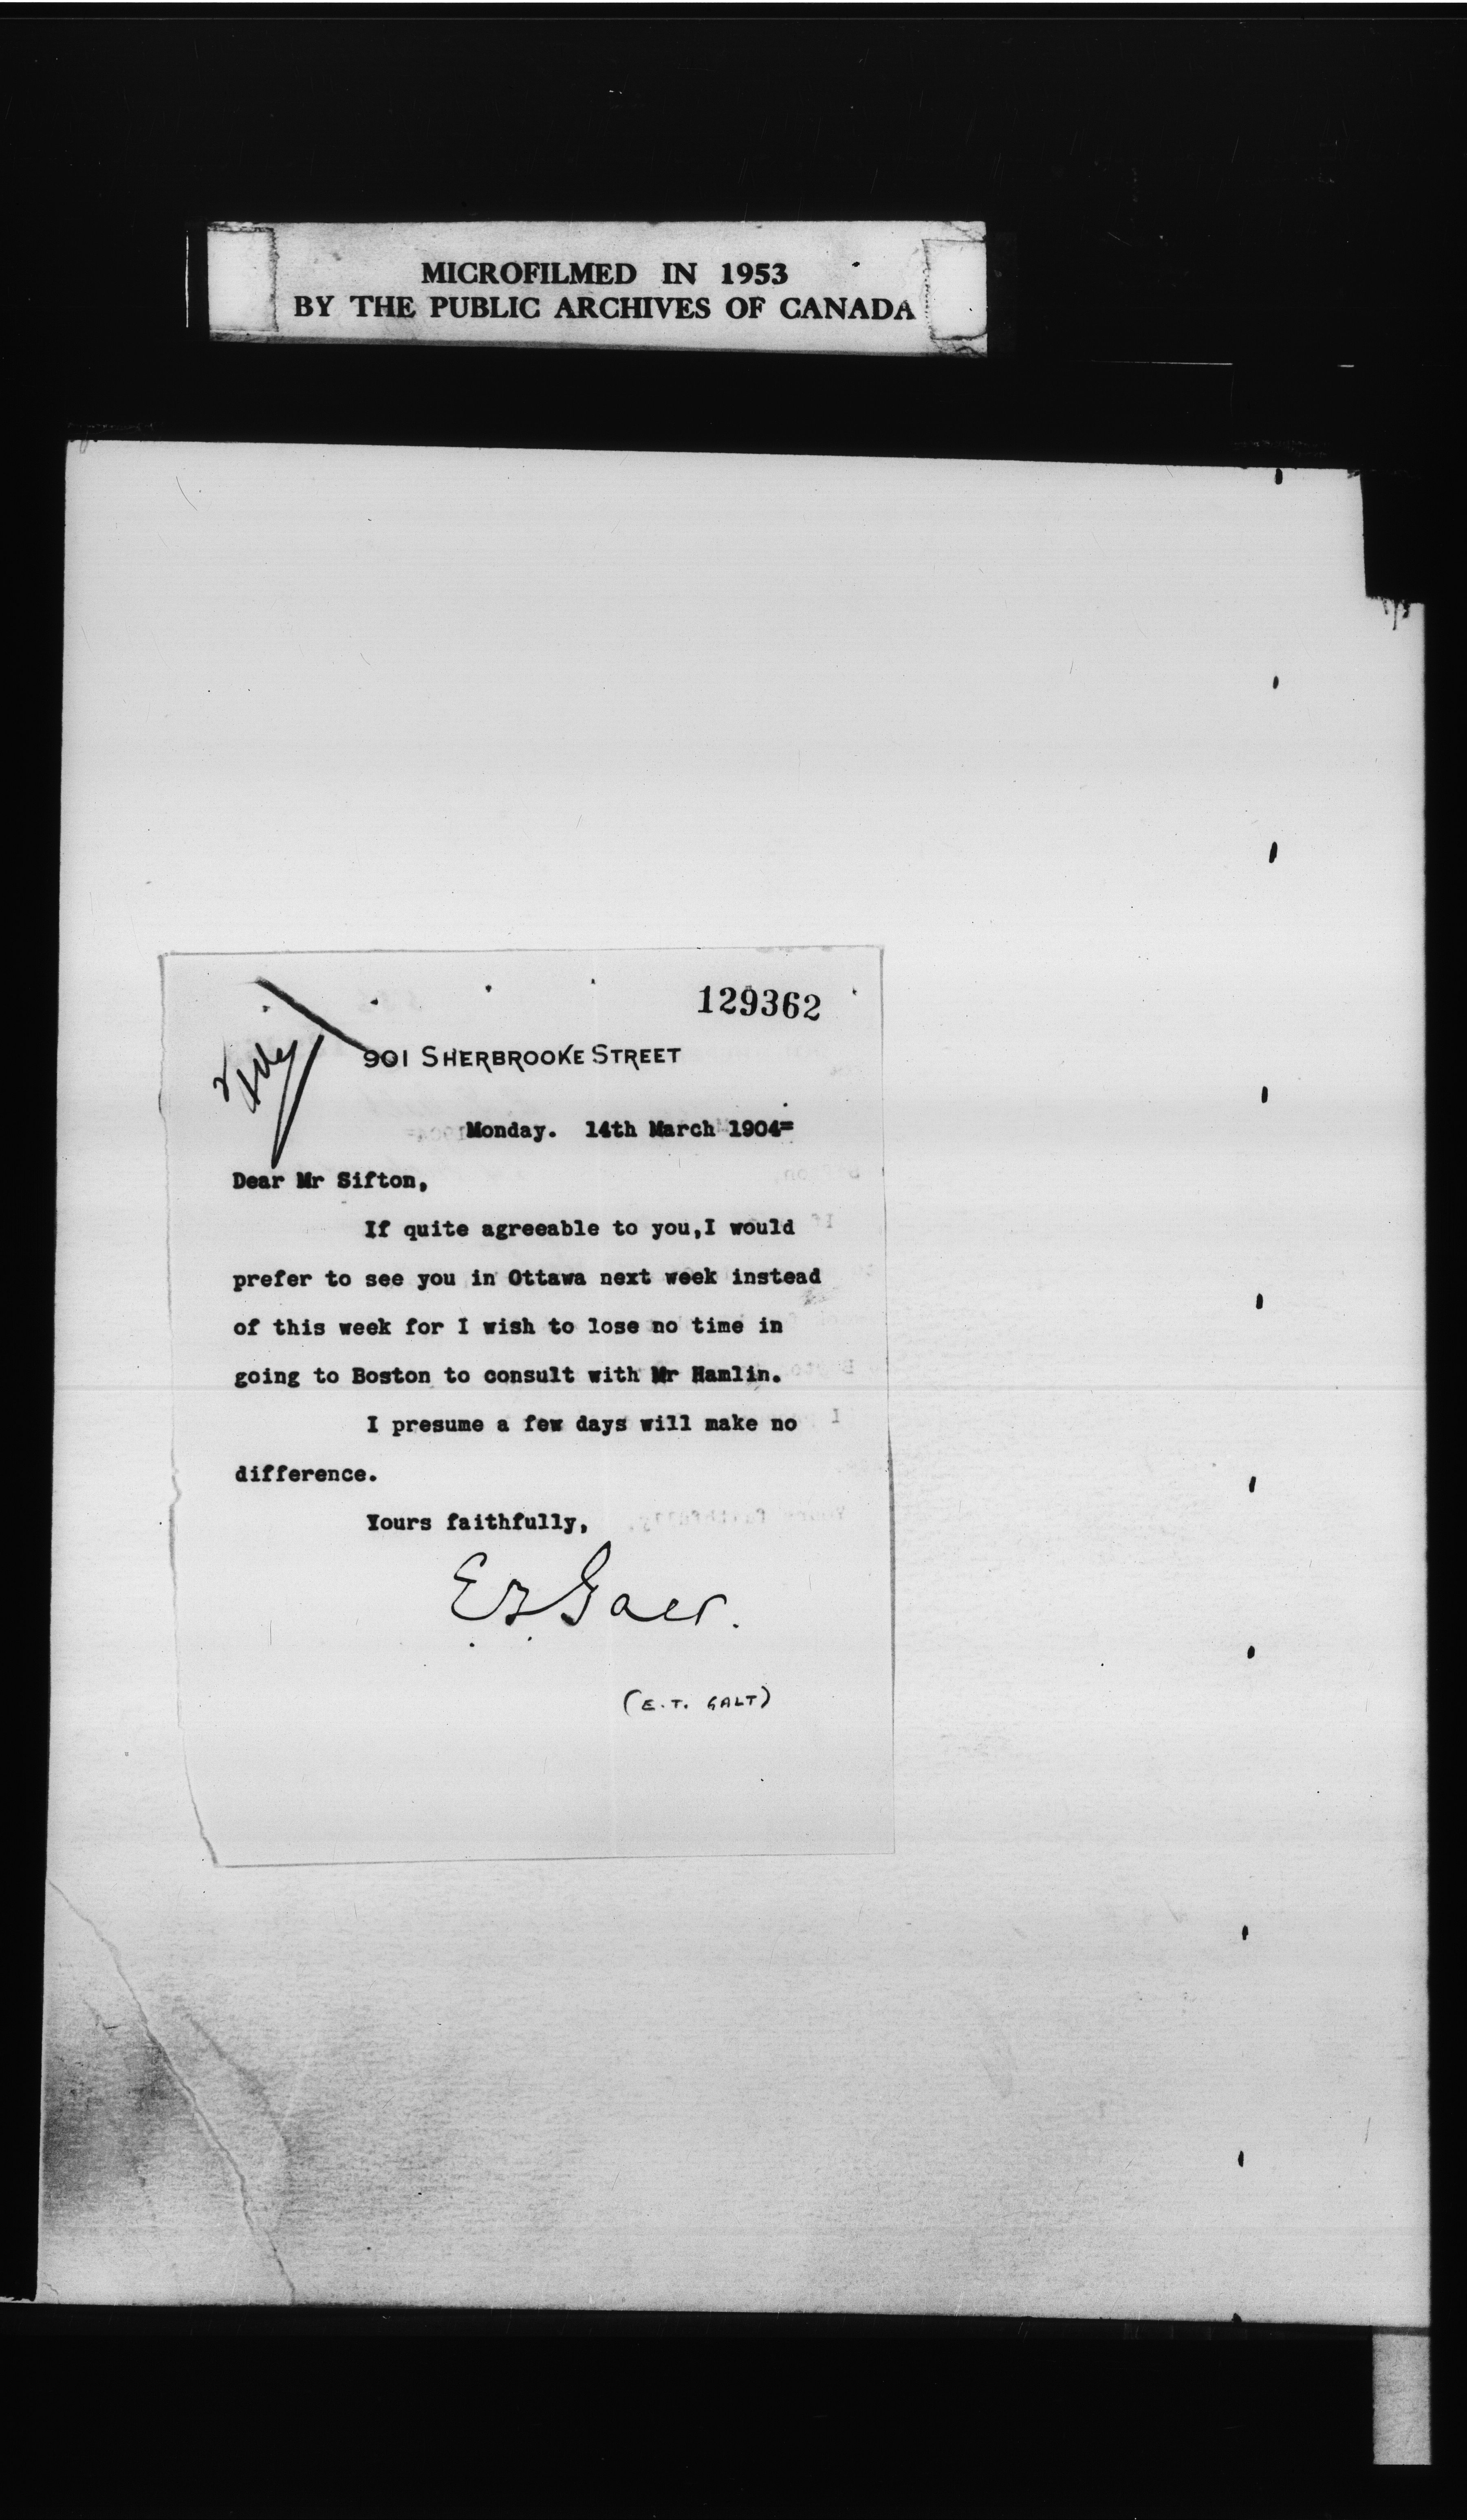 MICROFILMED IN 1953
BY THE PUBLIC ARCHIVES OF CANADA
129362
901 SHERBROOKE STREET
Monday. 14th March 1904=
Dear Mr Sifton,
If quite agreeable to you,I would
prefer to see you in Ottawa next week instead
of this week for I wish to lose no time in
going to Boston to consult with Mr Hamlin.
I presume a few days will make no
difference.
Yours faithfully,
E T Galt.
(E.T. GALT)